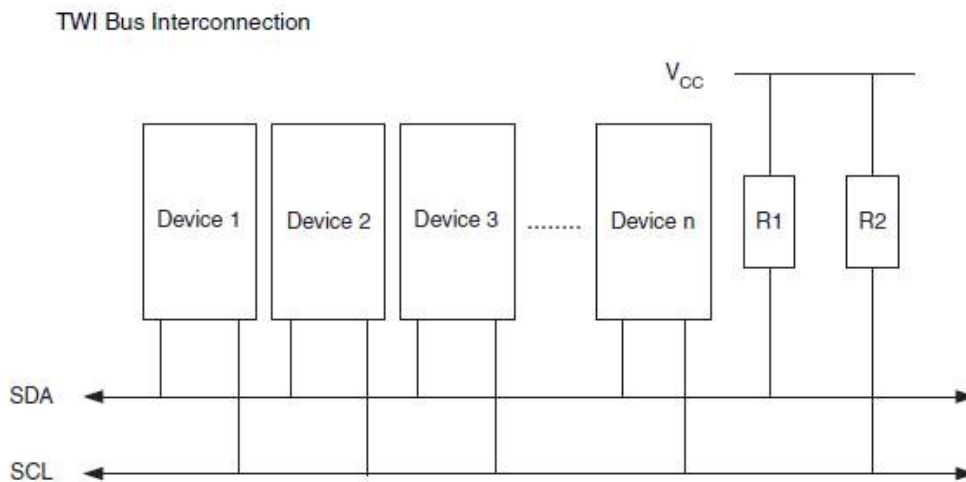 TWI Bus Interconnection
VCC
Device 1
Device 2
Device 3
........
Device n
R1
R2
SDA
SCL